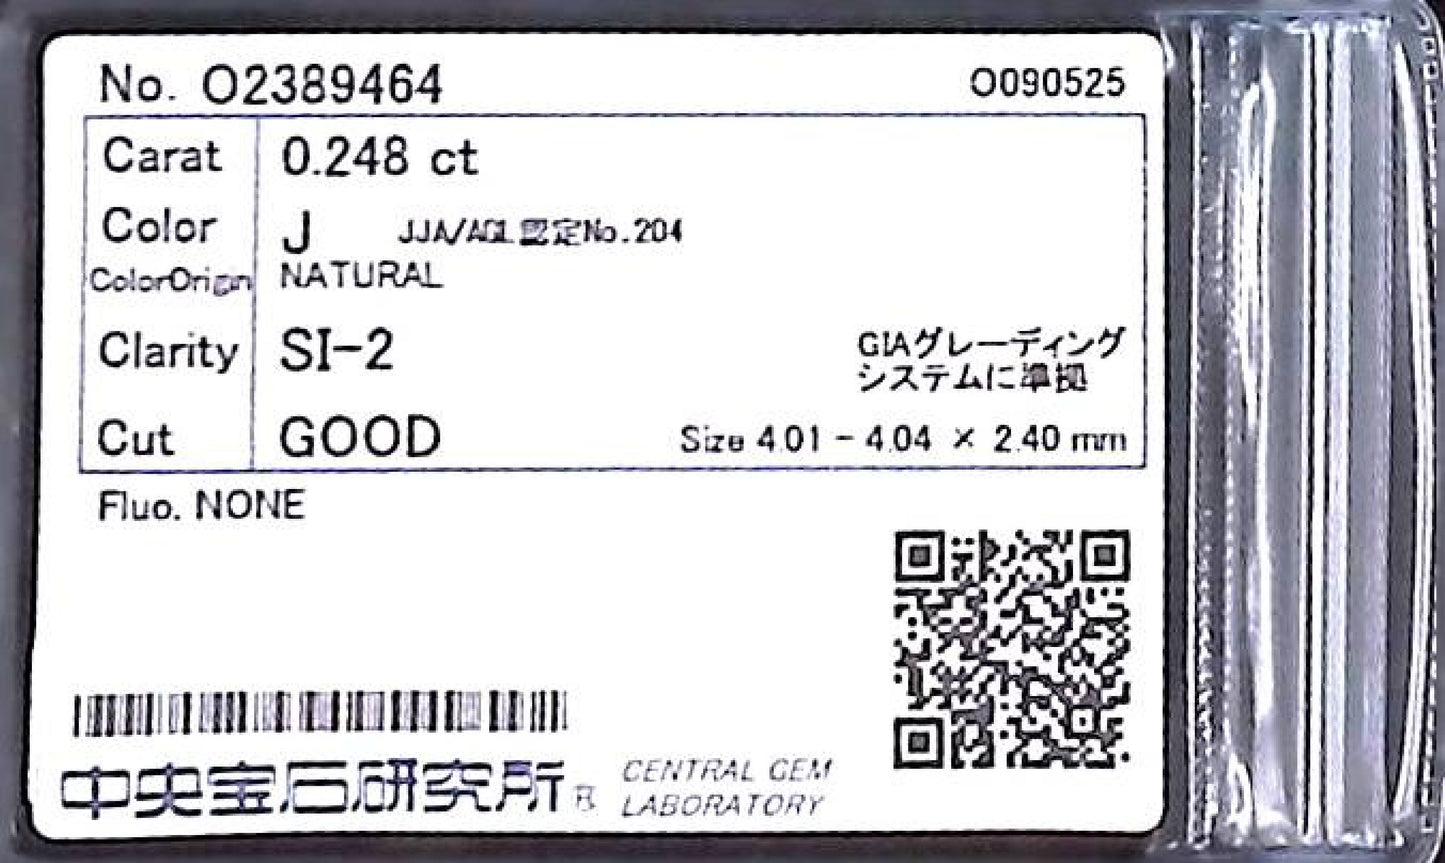 No. O2389464 O090525
Carat 0.248 ct
Color J JJA/AGL認定No.204
ColorOrigin NATURAL
Clarity SI-2 GIAグレーディング
システムに準拠
Cut GOOD Size 4.01 - 4.04 × 2.40 mm
Fluo. NONE
中央宝石研究所® CENTRAL GEM
LABORATORY